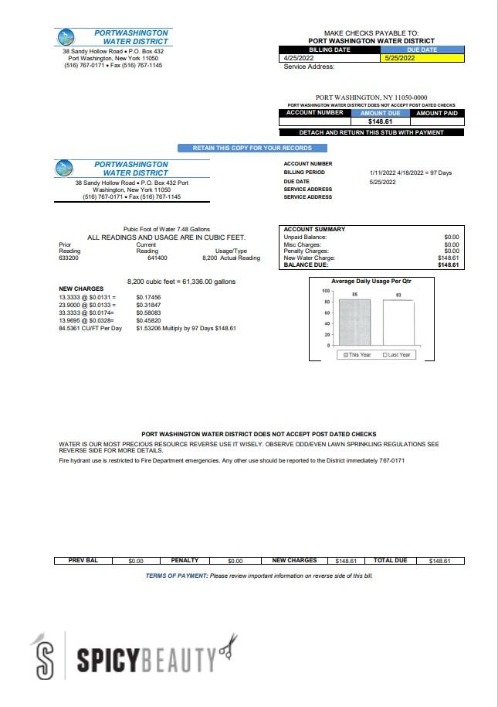 PORTWASHINGTON
WATER DISTRICT
38 Sandy Hollow Road • P.O. Box 432
Port Washington, New York 11050
(516) 767-0171 • Fax (516) 767-1145
MAKE CHECKS PAYABLE TO:
PORT WASHINGTON WATER DISTRICT
BILLING DATE DUE DATE
4/25/2022 5/25/2022
Service Address:
PORT WASHINGTON, NY 11050-0000
PORT WASHINGTON WATER DISTRICT DOES NOT ACCEPT POST DATED CHECKS
ACCOUNT NUMBER AMOUNT DUE AMOUNT PAID
$148.61
DETACH AND RETURN THIS STUB WITH PAYMENT
RETAIN THIS COPY FOR YOUR RECORDS
PORTWASHINGTON
WATER DISTRICT
38 Sandy Hollow Road • P.O. Box 432 Port
Washington, New York 11050
(516) 767-0171 • Fax (516) 767-1145
ACCOUNT NUMBER
BILLING PERIOD 1/11/2022 4/18/2022 = 97 Days
DUE DATE 5/25/2022
SERVICE ADDRESS
SERVICE ADDRESS
Pubic Foot of Water 7.48 Gallons
ALL READINGS AND USAGE ARE IN CUBIC FEET.
Prior Current
Reading Reading Usage/Type
633200 641400 8,200 Actual Reading
8,200 cubic feet = 61,336.00 gallons
NEW CHARGES
13.3333 @ $0.0131 = $0.17456
23.9000 @ $0.0133 = $0.31847
33.3333 @ $0.0174= $0.58083
13.9695 @ $0.0328= $0.45820
84.5361 CU/FT Per Day $1.53206 Multiply by 97 Days $148.61
ACCOUNT SUMMARY
Unpaid Balance: $0.00
Misc Charges: $0.00
Penalty Charges: $0.00
New Water Charge: $148.61
BALANCE DUE: $148.61
Average Daily Usage Per Qtr
100
80
60
40
20
0
This Year Last Year
PORT WASHINGTON WATER DISTRICT DOES NOT ACCEPT POST DATED CHECKS
WATER IS OUR MOST PRECIOUS RESOURCE REVERSE USE IT WISELY. OBSERVE ODD/EVEN LAWN SPRINKLING REGULATIONS SEE
REVERSE SIDE FOR MORE DETAILS.
Fire hydrant use is restricted to Fire Department emergencies. Any other use should be reported to the District immediately 767-0171
PREV BAL $0.00 PENALTY $0.00 NEW CHARGES $148.61 TOTAL DUE $148.61
TERMS OF PAYMENT: Please review important information on reverse side of this bill.
S SPICYBEAUTY